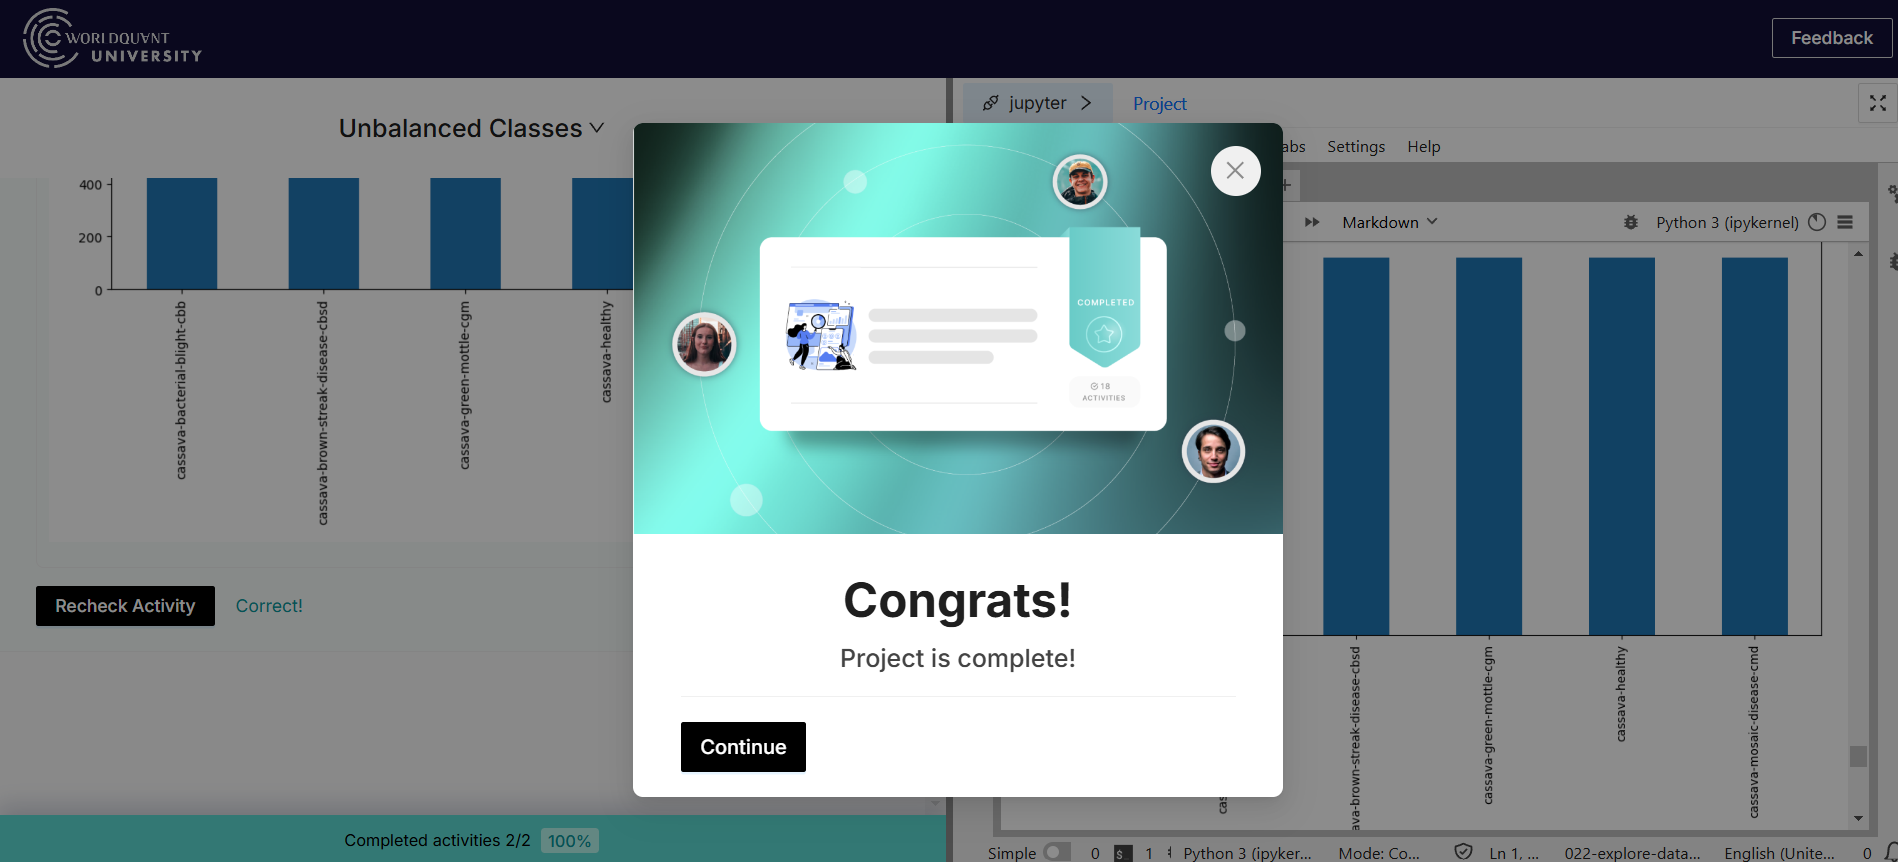 WORLDQUANT
UNIVERSITY
Feedback
Unbalanced Classes
400
200
0
cassava-bacterial-blight-cbb
cassava-brown-streak-disease-cbsd
cassava-green-mottle-cgm
cassava-healthy
Recheck Activity
Correct!
Completed activities 2/2
100%
jupyter
Project
abs
Settings
Help
Markdown
Python 3 (ipykernel)
COMPLETED
18
ACTIVITIES
Congrats!
Project is complete!
Continue
ca
ava-brown-streak-disease-cbsd
cassava-green-mottle-cgm
cassava-healthy
cassava-mosaic-disease-cmd
Simple
0
$_
1
Python 3 (ipyker...
Mode: Co...
Ln 1, ...
022-explore-data...
English (Unite...
0